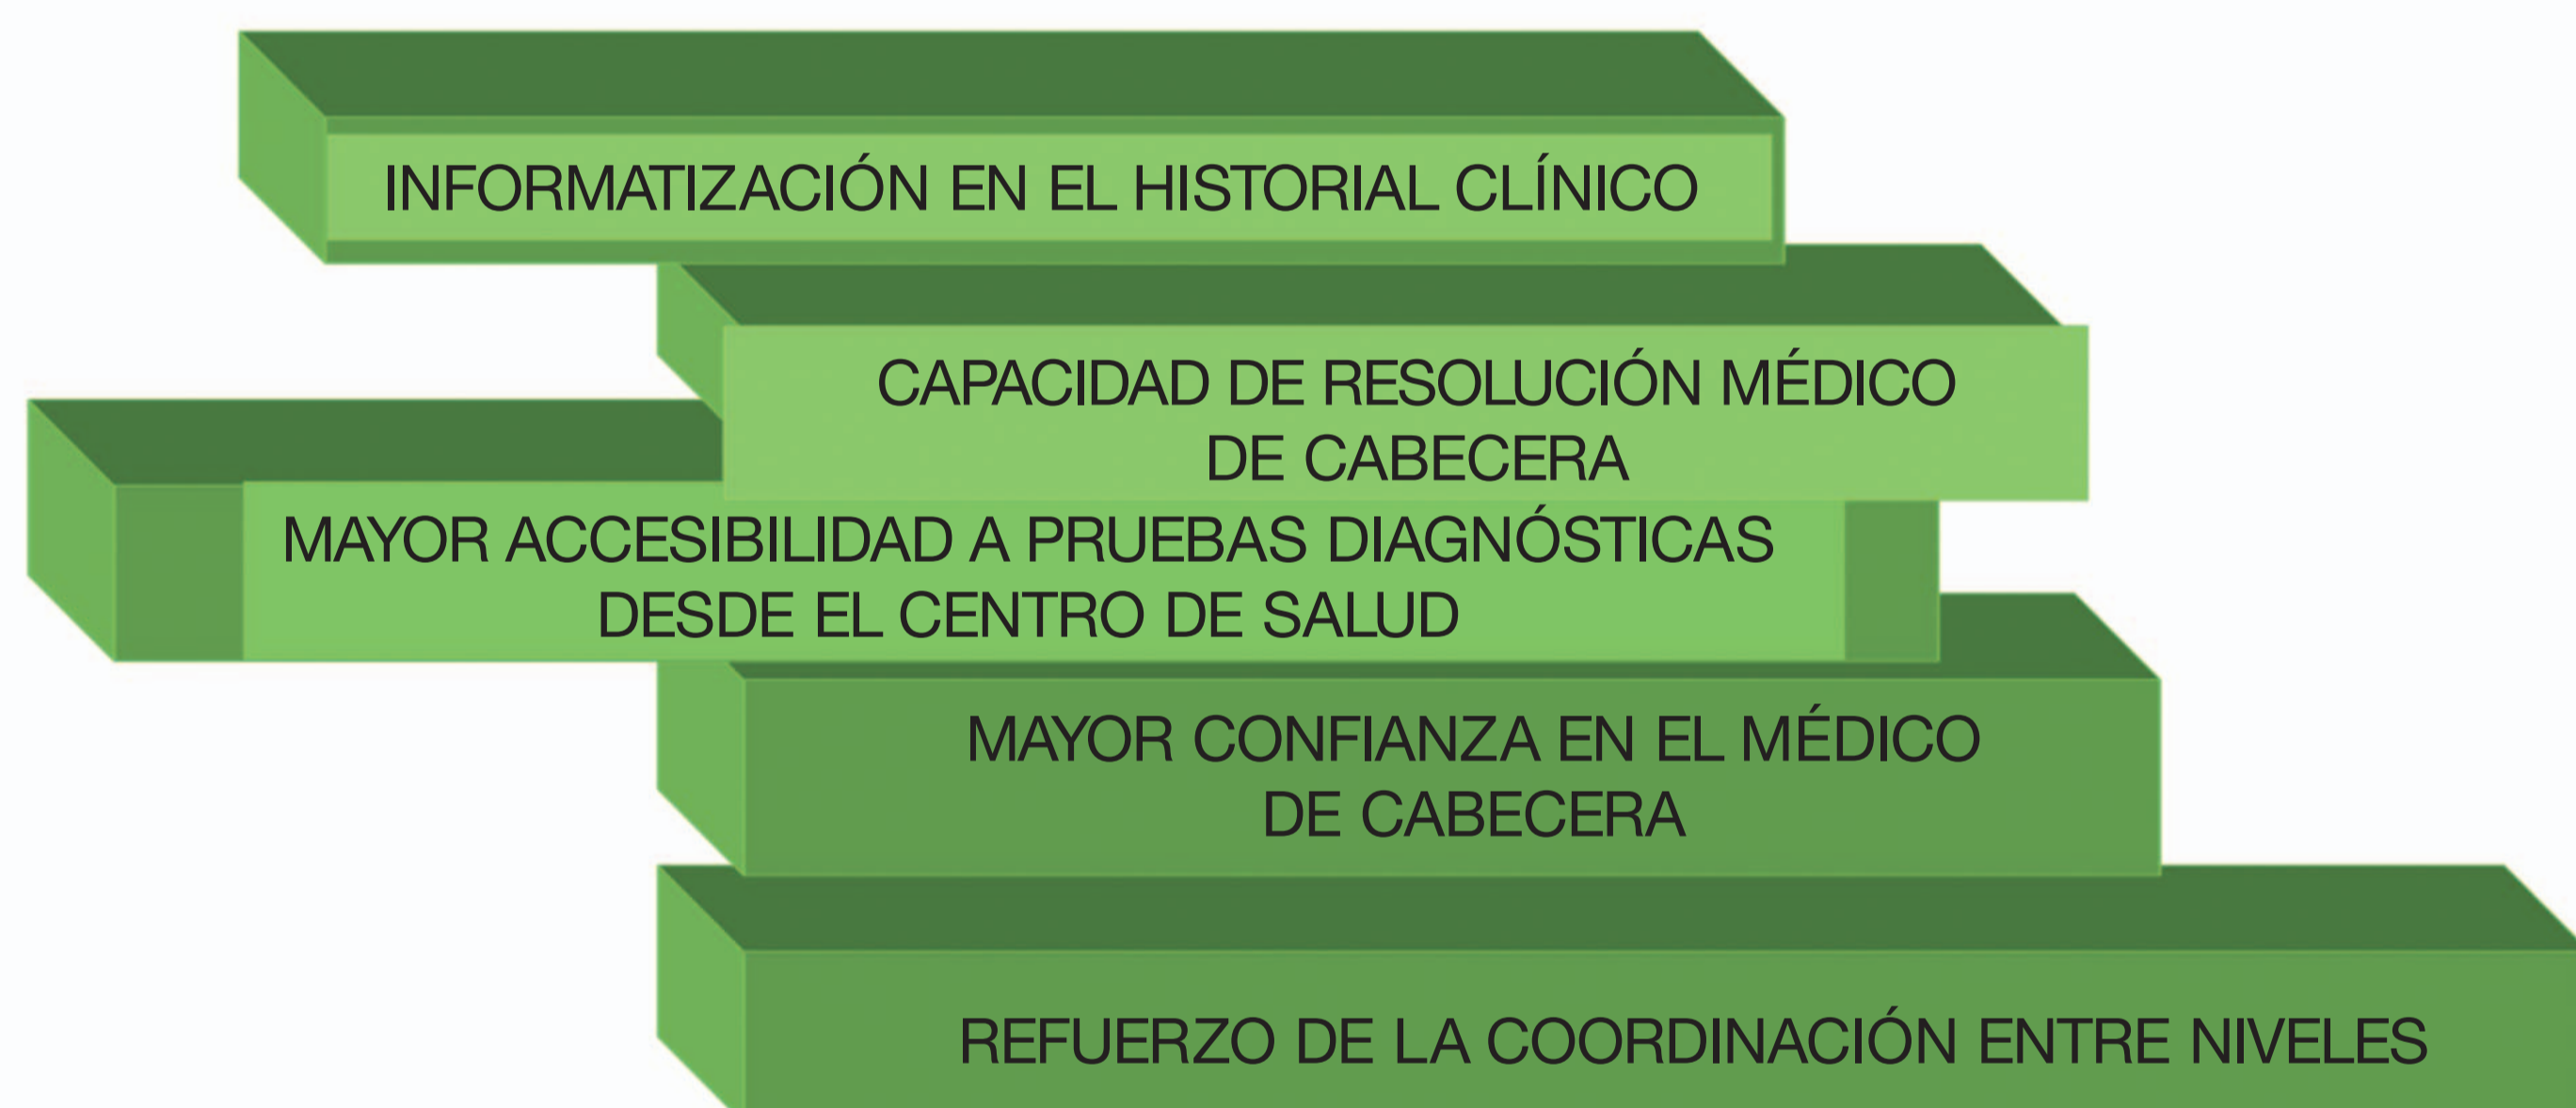 INFORMATIZACIÓN EN EL HISTORIAL CLÍNICO
CAPACIDAD DE RESOLUCIÓN MÉDICO
DE CABECERA
MAYOR ACCESIBILIDAD A PRUEBAS DIAGNÓSTICAS
DESDE EL CENTRO DE SALUD
MAYOR CONFIANZA EN EL MÉDICO
DE CABECERA
REFUERZO DE LA COORDINACIÓN ENTRE NIVELES